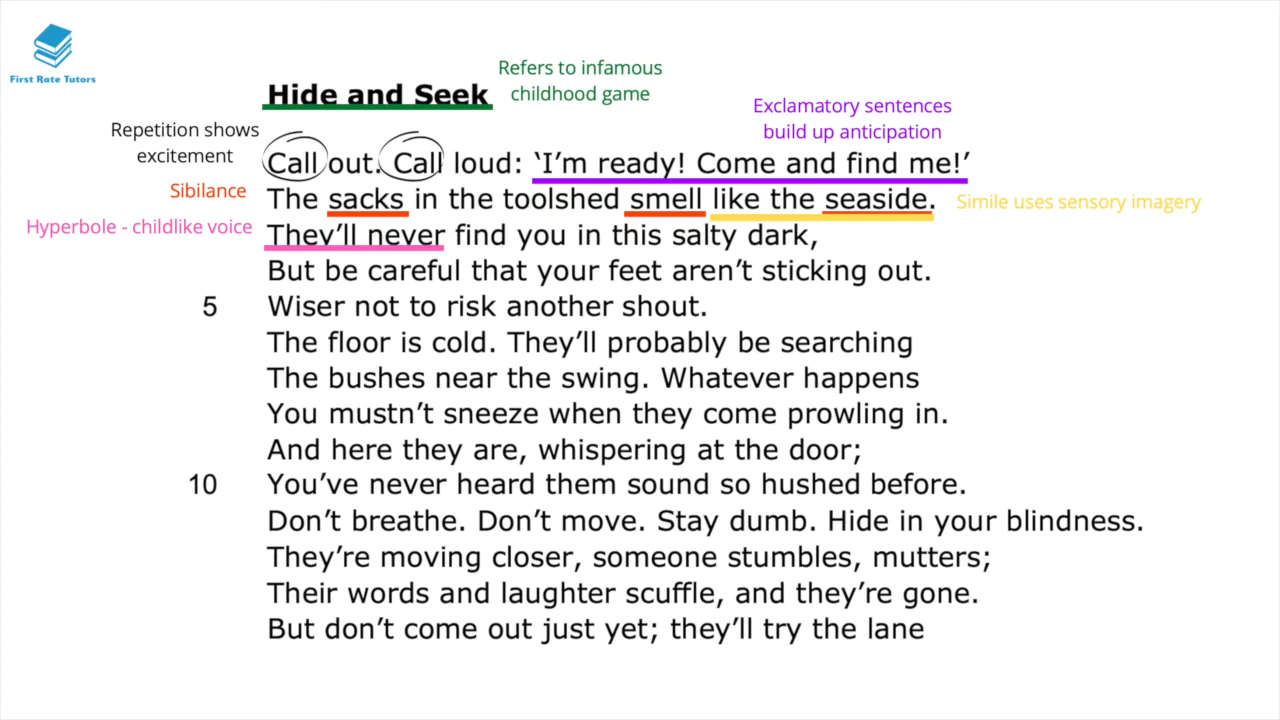 First Rate Tutors
Hide and Seek
Refers to infamous
childhood game
Exclamatory sentences
build up anticipation
Repetition shows
excitement
Call out. Call loud: ‘I’m ready! Come and find me!’
Sibilance
The sacks in the toolshed smell like the seaside.
Simile uses sensory imagery
Hyperbole - childlike voice
They’ll never find you in this salty dark,
But be careful that your feet aren’t sticking out.
5 Wiser not to risk another shout.
The floor is cold. They’ll probably be searching
The bushes near the swing. Whatever happens
You mustn’t sneeze when they come prowling in.
And here they are, whispering at the door;
10 You’ve never heard them sound so hushed before.
Don’t breathe. Don’t move. Stay dumb. Hide in your blindness.
They’re moving closer, someone stumbles, mutters;
Their words and laughter scuffle, and they’re gone.
But don’t come out just yet; they’ll try the lane